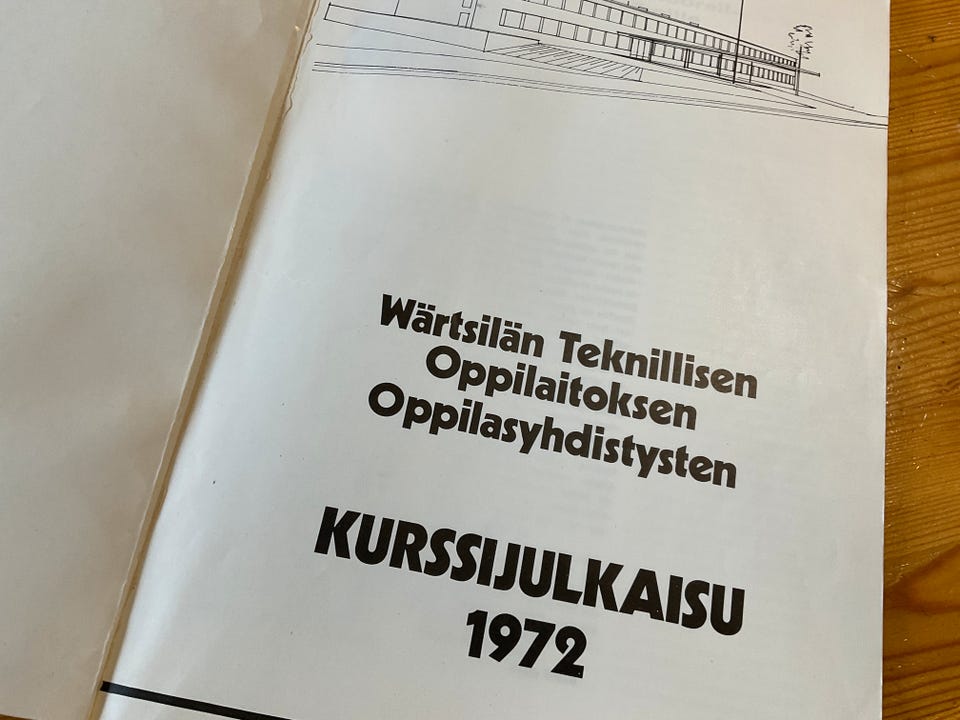 Wärtsilän Teknillisen
Oppilaitoksen
Oppilasyhdistysten
KURSSIJULKAISU
1972